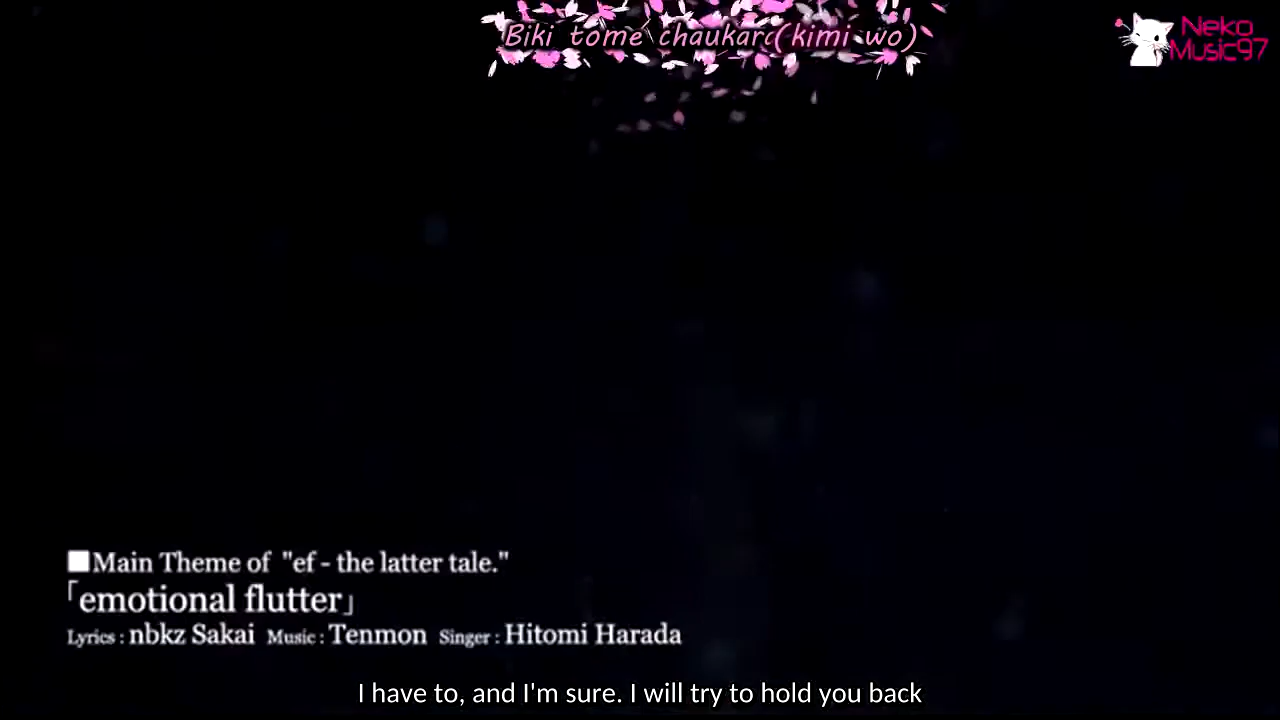 Biki tome chaukara(kimi wo)
Neko
Music97
Main Theme of "ef - the latter tale."
「emotional flutter」
Lyrics : nbkz Sakai Music : Tenmon Singer : Hitomi Harada
I have to, and I'm sure. I will try to hold you back